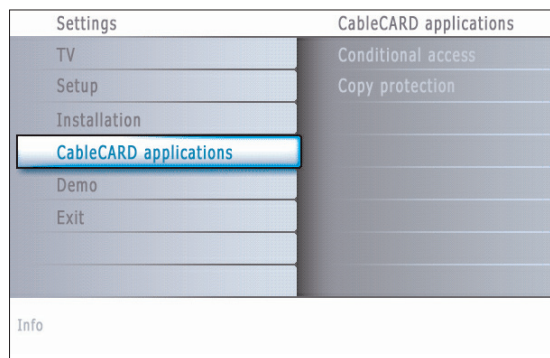 Settings
TV
Setup
Installation
CableCARD applications
Demo
Exit
CableCARD applications
Conditional access
Copy protection
Info